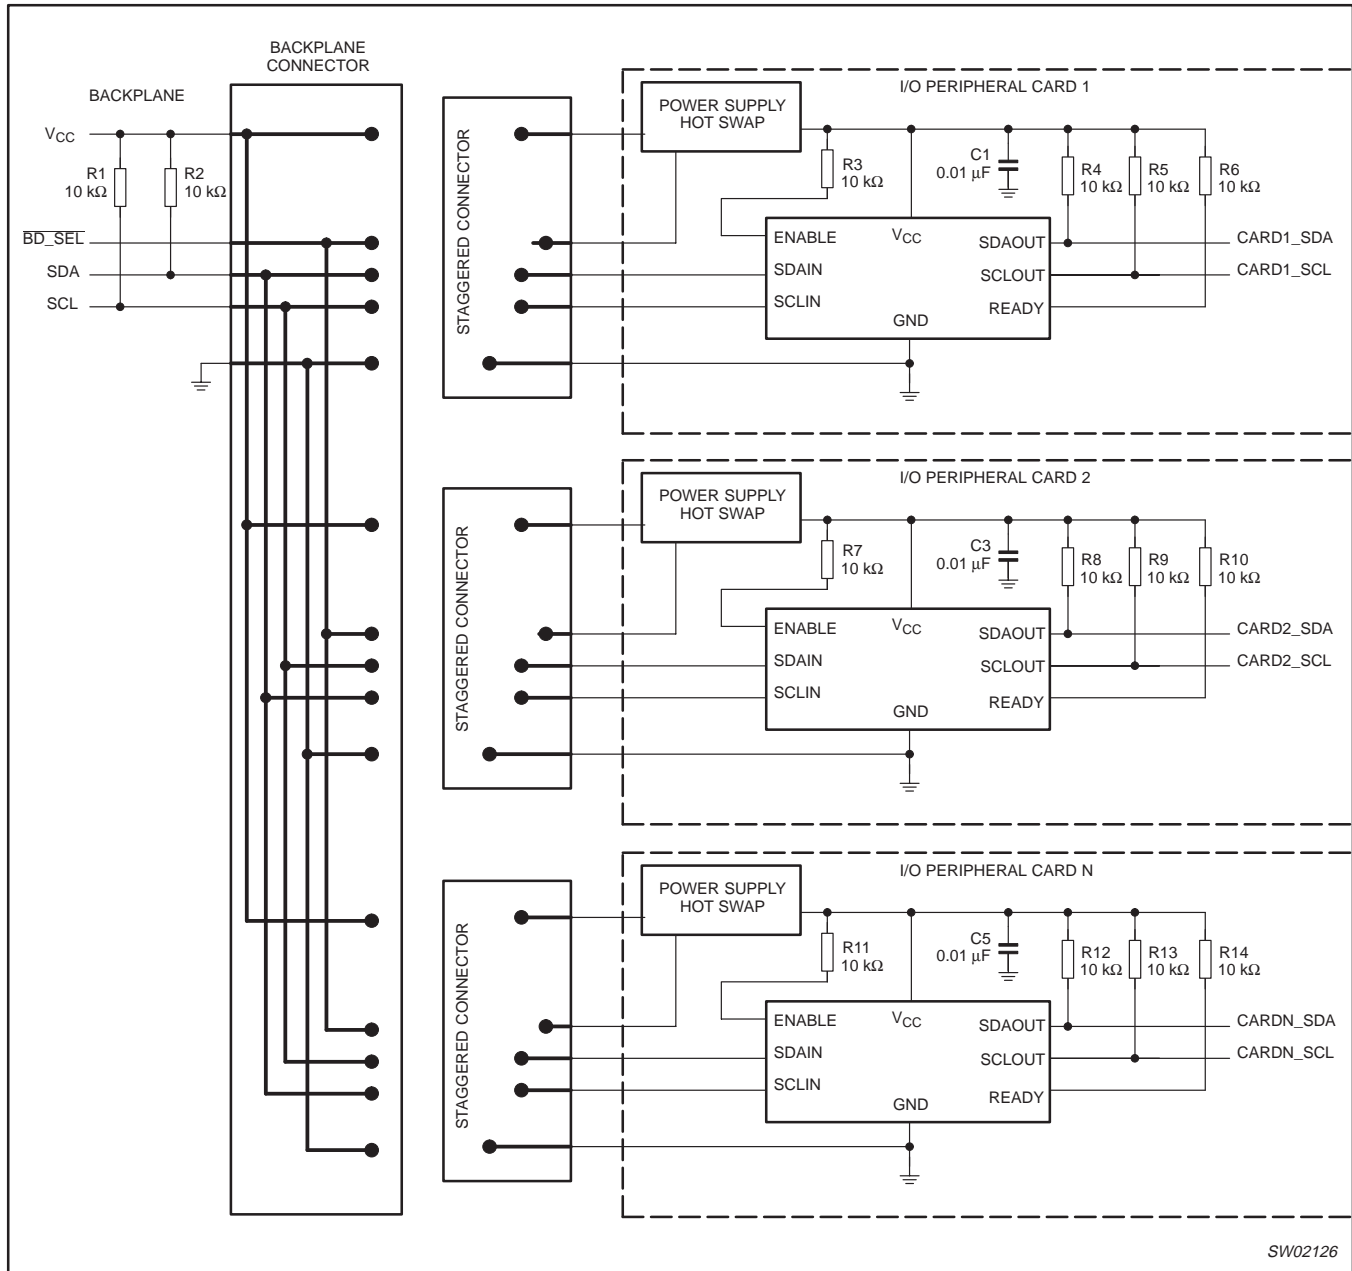 BACKPLANE
CONNECTOR
BACKPLANE
VCC
R1
10 kΩ
R2
10 kΩ
BD_SEL
SDA
SCL
STAGGERED CONNECTOR
I/O PERIPHERAL CARD 1
POWER SUPPLY
HOT SWAP
R3
10 kΩ
C1
0.01 µF
R4
10 kΩ
R5
10 kΩ
R6
10 kΩ
ENABLE
VCC
SDAOUT
CARD1_SDA
SDAIN
SCLOUT
CARD1_SCL
SCLIN
READY
GND
STAGGERED CONNECTOR
I/O PERIPHERAL CARD 2
POWER SUPPLY
HOT SWAP
R7
10 kΩ
C3
0.01 µF
R8
10 kΩ
R9
10 kΩ
R10
10 kΩ
ENABLE
VCC
SDAOUT
CARD2_SDA
SDAIN
SCLOUT
CARD2_SCL
SCLIN
READY
GND
STAGGERED CONNECTOR
I/O PERIPHERAL CARD N
POWER SUPPLY
HOT SWAP
R11
10 kΩ
C5
0.01 µF
R12
10 kΩ
R13
10 kΩ
R14
10 kΩ
ENABLE
VCC
SDAOUT
CARDN_SDA
SDAIN
SCLOUT
CARDN_SCL
SCLIN
READY
GND
SW02126